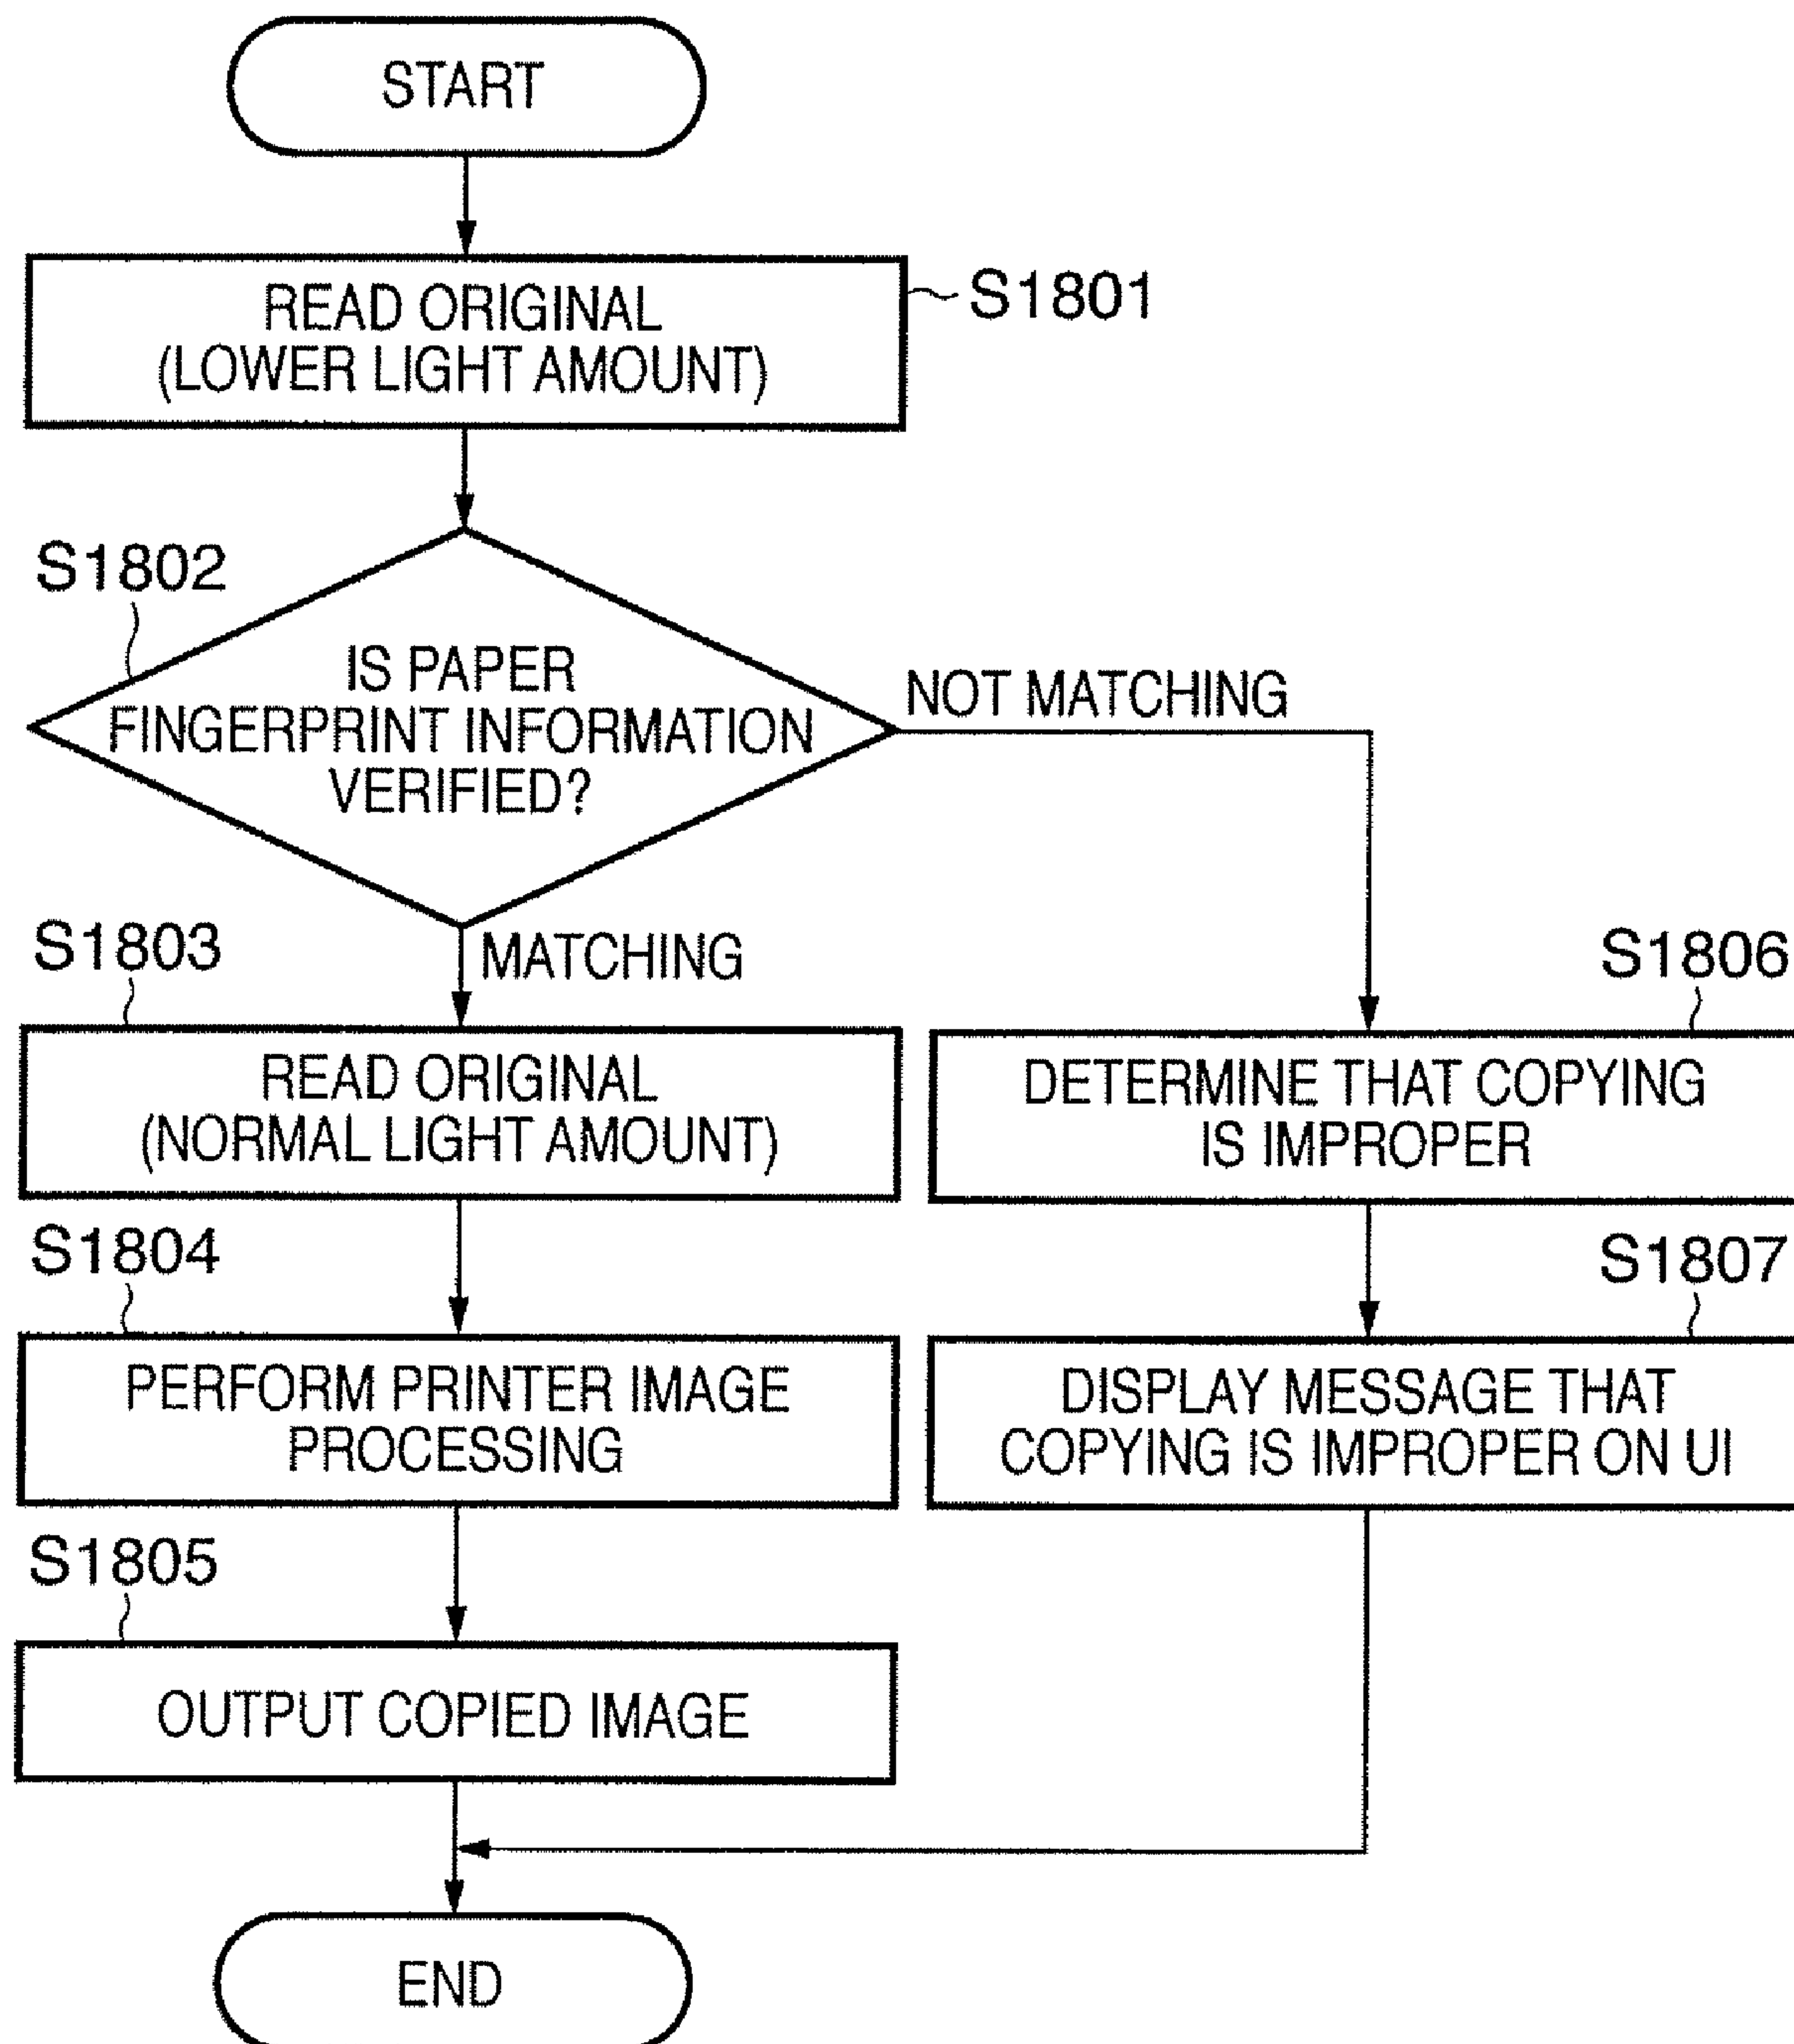 START
READ ORIGINAL
(LOWER LIGHT AMOUNT)
S1801
S1802
IS PAPER
FINGERPRINT INFORMATION
VERIFIED?
NOT MATCHING
MATCHING
S1803
READ ORIGINAL
(NORMAL LIGHT AMOUNT)
S1806
DETERMINE THAT COPYING
IS IMPROPER
S1804
PERFORM PRINTER IMAGE
PROCESSING
S1807
DISPLAY MESSAGE THAT
COPYING IS IMPROPER ON UI
S1805
OUTPUT COPIED IMAGE
END